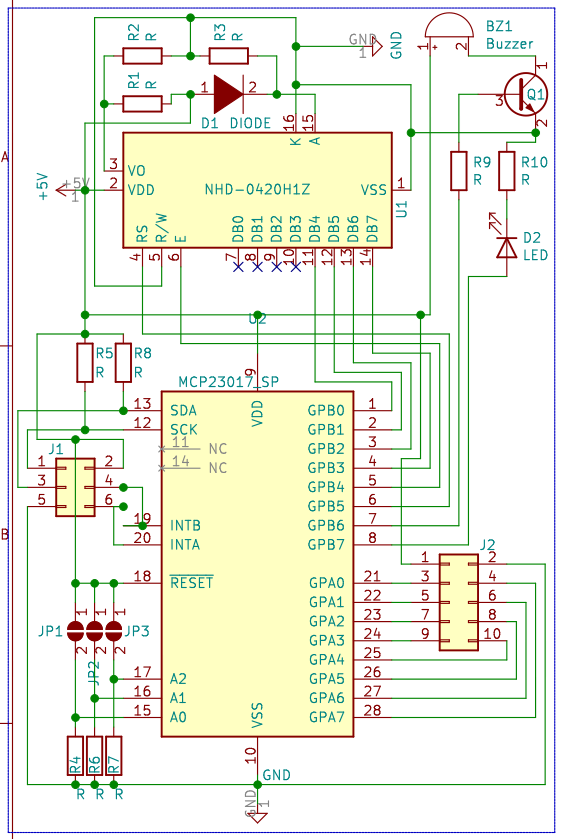 R2 R
R3 R
GND 1 GND
BZ1
Buzzer
1 + 2
R1 R
1 2
D1 DIODE
3 Q1
1
2
A
16 15
K A
3 VO
2 VDD
+5V +5V 1
NHD-0420H1Z
VSS 1
U1
R9 R
R10 R
RS R/W E DB0 DB1 DB2 DB3 DB4 DB5 DB6 DB7
4 5 6 7 8 9 10 11 12 13 14
D2
LED
U2
R5 R
R8 R
9
MCP23017_SP
VDD
13 SDA GPB0 1
12 SCK GPB1 2
11 NC GPB2 3
14 NC GPB3 4
J1
1 2
3 4
5 6
GPB4 5
GPB5 6
B
19 INTB GPB6 7
20 INTA GPB7 8
J2
1 2
3 4
5 6
7 8
9 10
18 RESET GPA0 21
GPA1 22
GPA2 23
GPA3 24
GPA4 25
JP1 JP2 JP3
1 1 1
2 2 2
17 A2 GPA5 26
16 A1 GPA6 27
15 A0 GPA7 28
VSS
10
R4 R
R6 R
R7 R
GND
GND 1